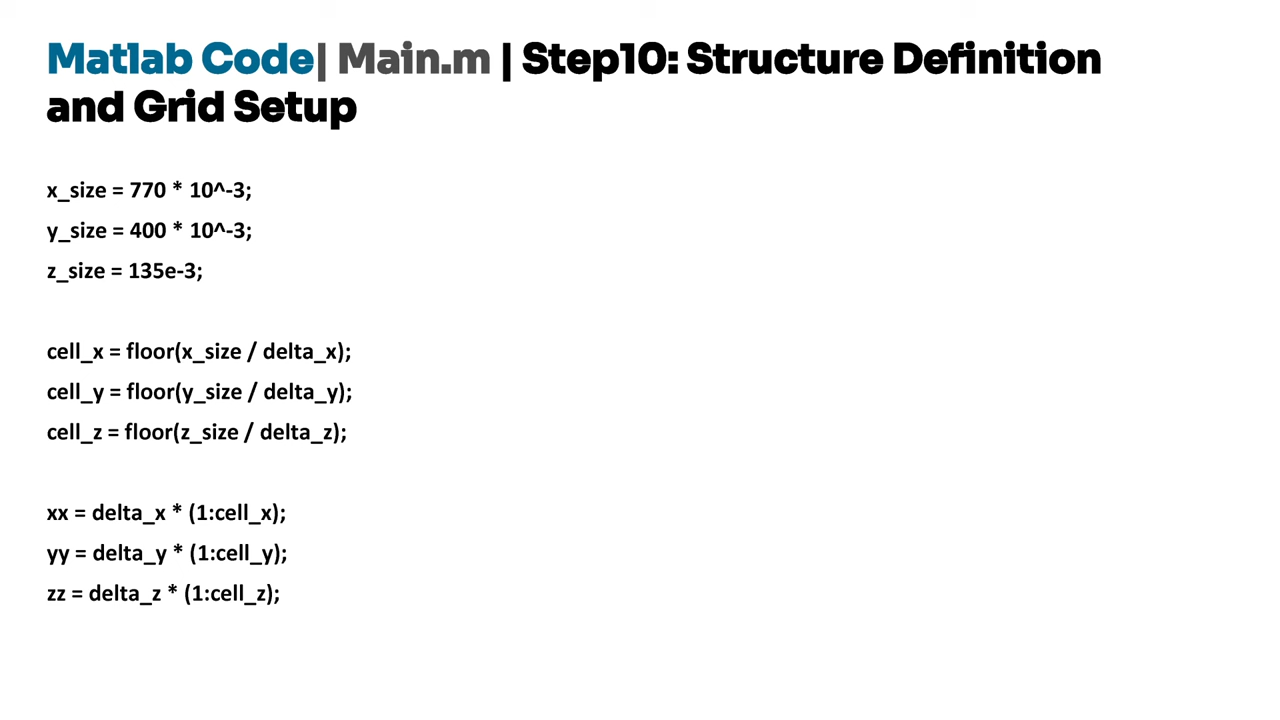 Matlab Code| Main.m | Step10: Structure Definition
and Grid Setup
x_size = 770 * 10^-3;
y_size = 400 * 10^-3;
z_size = 135e-3;
cell_x = floor(x_size / delta_x);
cell_y = floor(y_size / delta_y);
cell_z = floor(z_size / delta_z);
xx = delta_x * (1:cell_x);
yy = delta_y * (1:cell_y);
zz = delta_z * (1:cell_z);